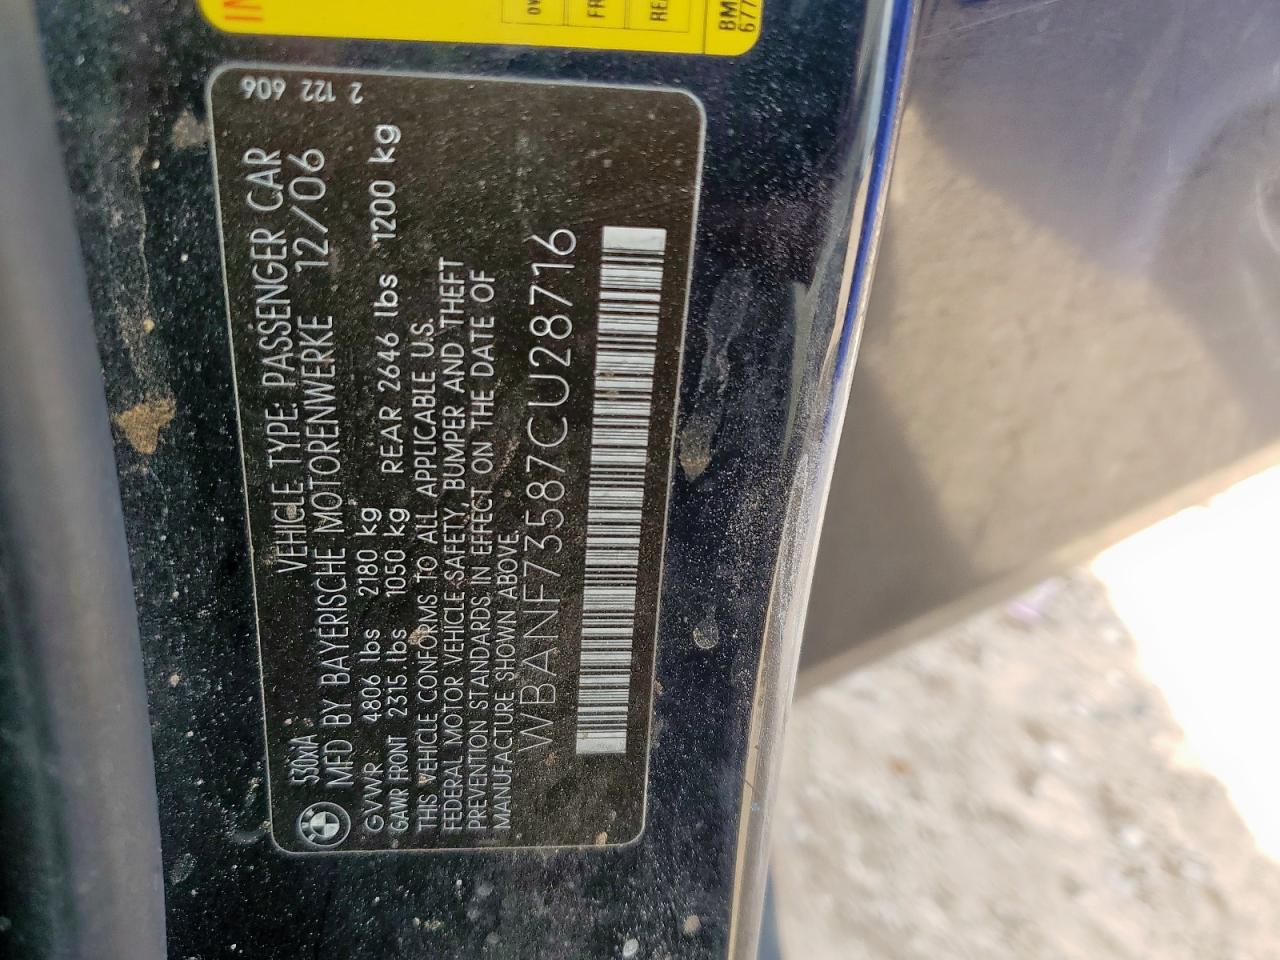 530xiA VEHICLE TYPE: PASSENGER CAR 2 122 606
MFD BY BAYERISCHE MOTORENWERKE 12/06
GVWR 4806 lbs 2180 kg
GAWR FRONT 2315 lbs 1050 kg REAR 2646 lbs 1200 kg
THIS VEHICLE CONFORMS TO ALL APPLICABLE U.S.
FEDERAL MOTOR VEHICLE SAFETY, BUMPER AND THEFT
PREVENTION STANDARDS IN EFFECT ON THE DATE OF
MANUFACTURE SHOWN ABOVE.
WBANF73587CU28716